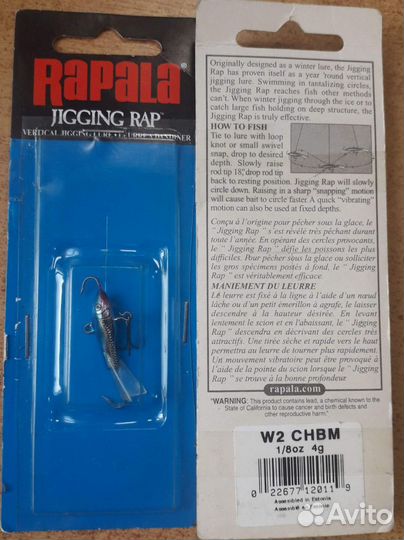 RAPALA®
JIGGING RAP™
VERTICAL JIGGING LURE •
Originally designed as a winter lure, the Jigging
Rap has proven itself as a year 'round vertical
jigging lure. Swimming in tantalizing circles,
the Jigging Rap reaches fish other methods
can't. When winter jigging through the ice or to
catch large fish holding on deep structure, the
Jigging Rap is truly effective.
HOW TO FISH
Tie to lure with loop
knot or small swivel
snap, drop to desired
depth. Slowly raise
rod tip 18", drop rod tip
back to resting position. Jigging Rap will slowly
circle down. Raising in a sharp "snapping" motion
will cause bait to circle faster. A quick "vibrating"
motion can also be used at fixed depths.
Conçu à l'origine pour pêcher sous la glace, le
" Jigging Rap " s'est révélé très pêchant durant
toute l'année. En opérant des cercles provocants,
le " Jigging Rap " défie les poissons les plus
difficiles. Pour pêcher sous la glace ou solliciter
les gros spécimens postés à fond, le " Jigging
Rap " est véritablement efficace.
MANIEMENT DU LEURRE
Le leurre est fixé à la ligne à l'aide d'un nœud
lâche ou d'un petit émerillon à agrafe, le laisser
descendre à la hauteur désirée. En levant
lentement le scion et en l'abaissant, le " Jigging
Rap " descendra en décrivant des cercles très
attractifs. Une tirée sèche et rapide vers le haut
permettra au leurre de tourner plus rapidement.
Un mouvement vibratoire peut être provoqué à
l'aide de la pointe du scion lorsque le " Jigging
Rap " se trouve à la bonne profondeur
rapala.com
"WARNING: This product contains lead, a chemical known to the
State of California to cause cancer and birth defects and
other reproductive harm."
W2 CHBM
1/8oz 4g
0 22677 12011 9
Assembled in Estonia
Assemblé en Estonie
Avito